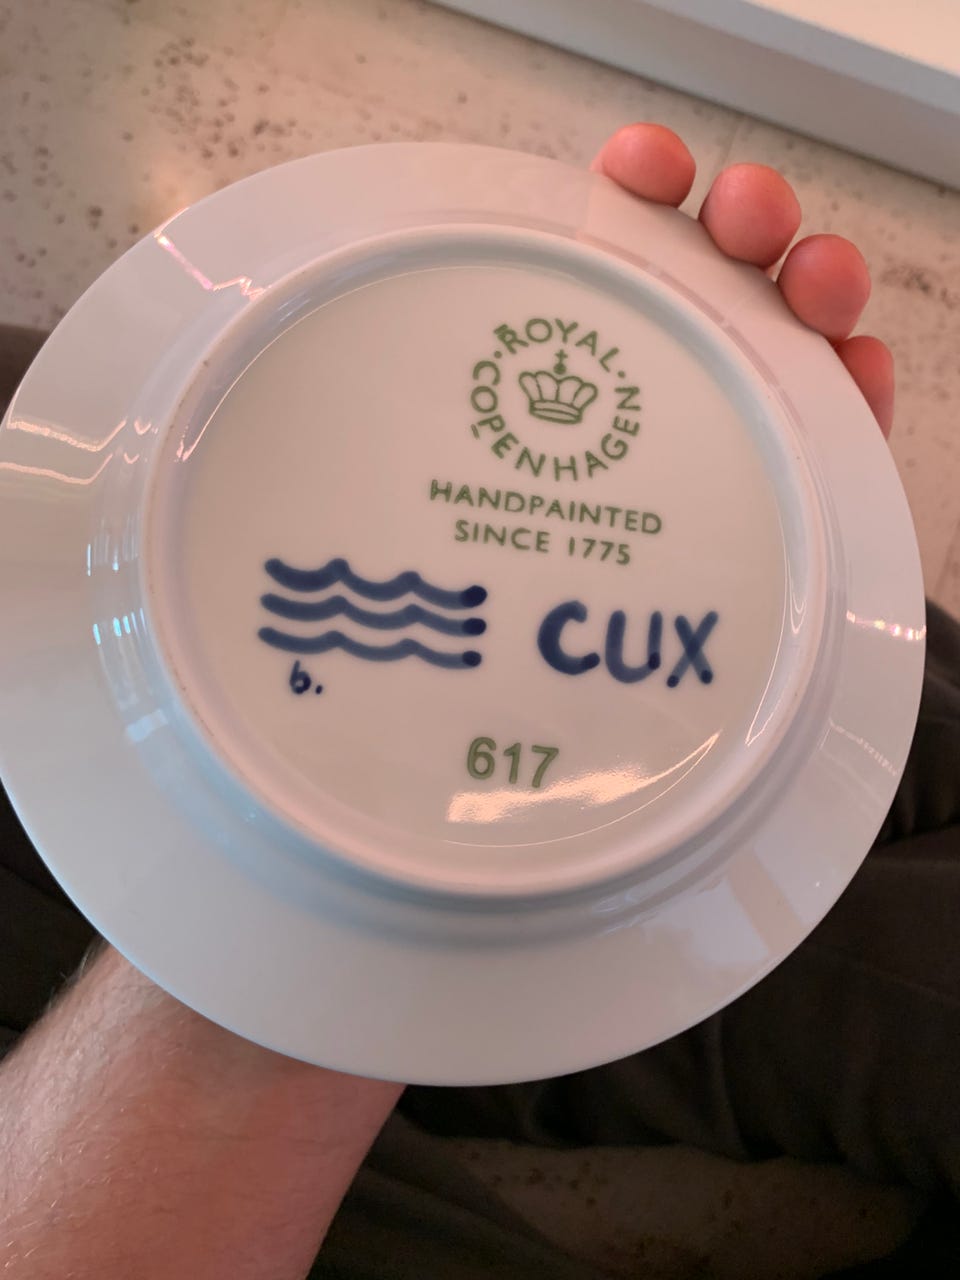 ROYAL · COPENHAGEN ·
HANDPAINTED
SINCE 1775
CUX
b.
617